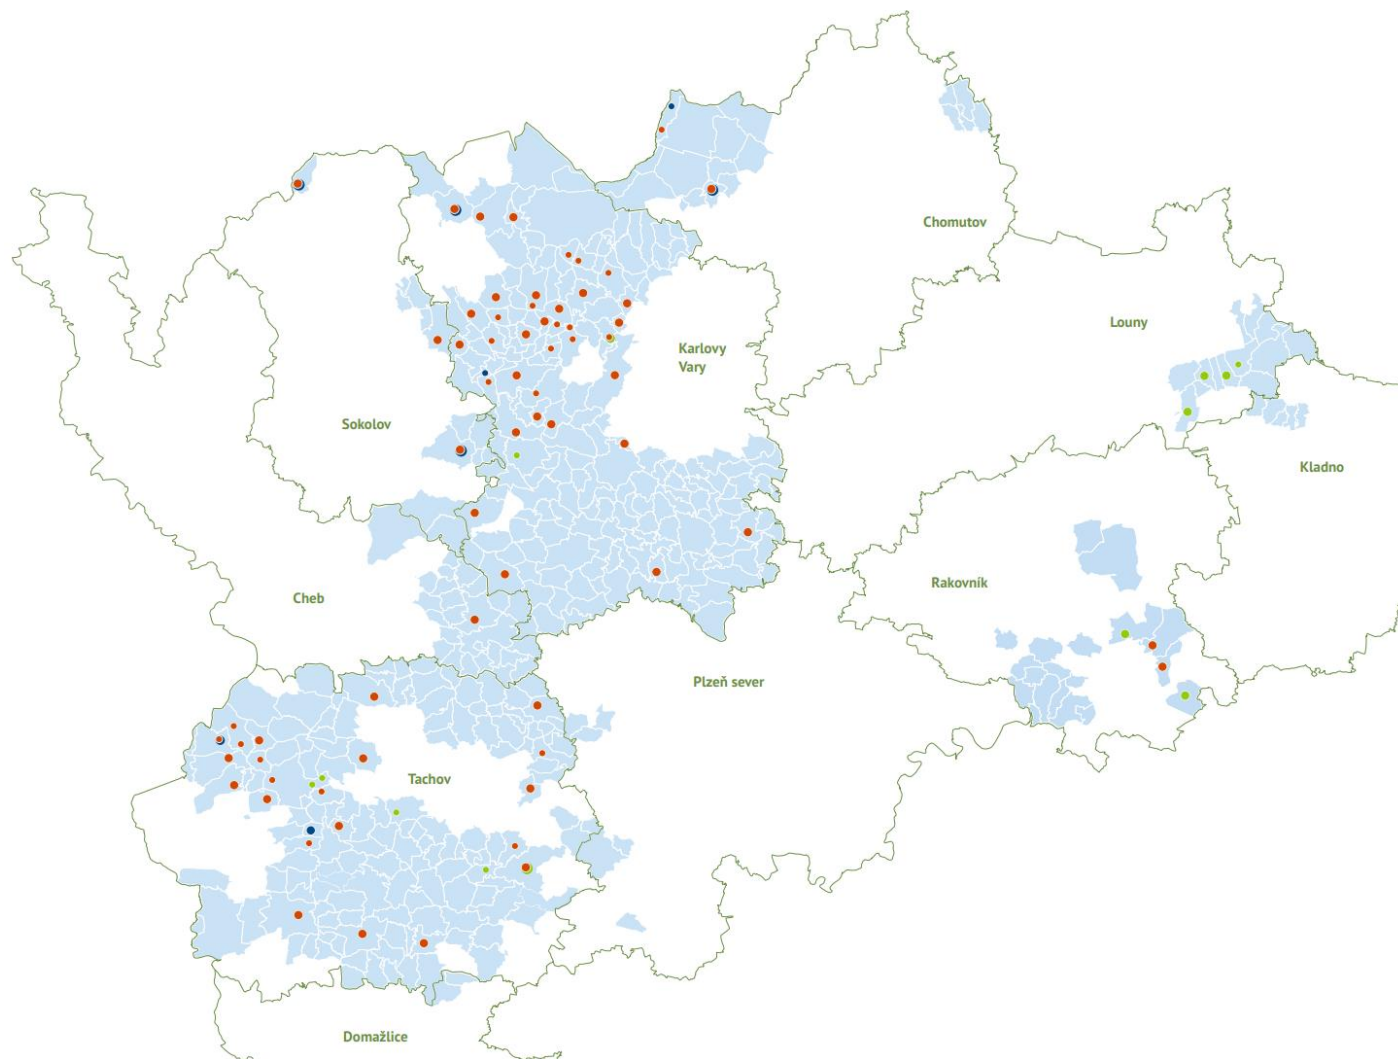 Chomutov
Louny
Karlovy
Vary
Sokolov
Kladno
Rakovník
Cheb
Plzeň sever
Tachov
Domažlice